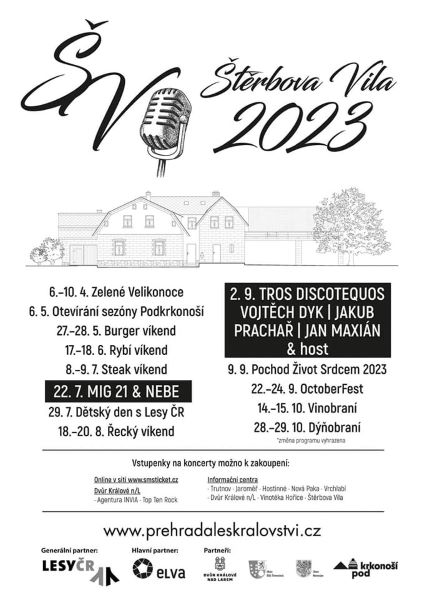 ŠV
Štěrbova Vila
2023
6.–10. 4. Zelené Velikonoce
6. 5. Otevírání sezóny Podkrkonoší
27.–28. 5. Burger víkend
17.–18. 6. Rybí víkend
8.–9. 7. Steak víkend
22. 7. MIG 21 & NEBE
29. 7. Dětský den s Lesy ČR
18.–20. 8. Řecký víkend
2. 9. TROS DISCOTEQUOS
VOJTĚCH DYK | JAKUB
PRACHAŘ | JAN MAXIÁN
& host
9. 9. Pochod Život Srdcem 2023
22.–24. 9. OctoberFest
14.–15. 10. Vinobraní
28.–29. 10. Dýňobraní
*změna programu vyhrazena
Vstupenky na koncerty možno k zakoupení:
Online v síti www.smsticket.cz
Dvůr Králové n/L
- Agentura INVIA - Top Ten Rock
Informační centra
- Trutnov - Jaroměř - Hostinné - Nová Paka - Vrchlabí
- Dvůr Králové n/L - Vinotéka Hořice - Štěrbova Vila
www.prehradaleskralovstvi.cz
Generální partner:
LESY ČR
Hlavní partner:
elva
Partneři:
DVŮR KRÁLOVÉ
NAD LABEM
krkonoší
pod